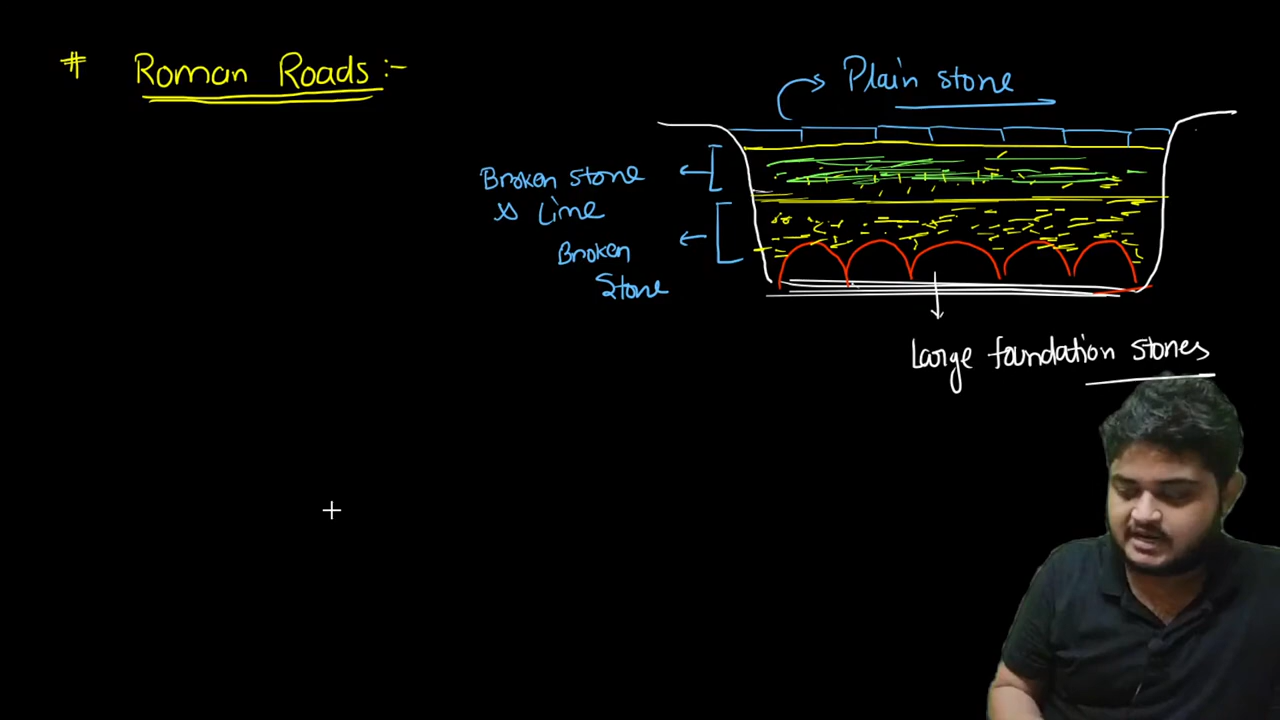 # Roman Roads :-
Plain stone
Broken stone
& Lime
Broken
Stone
Large foundation stones